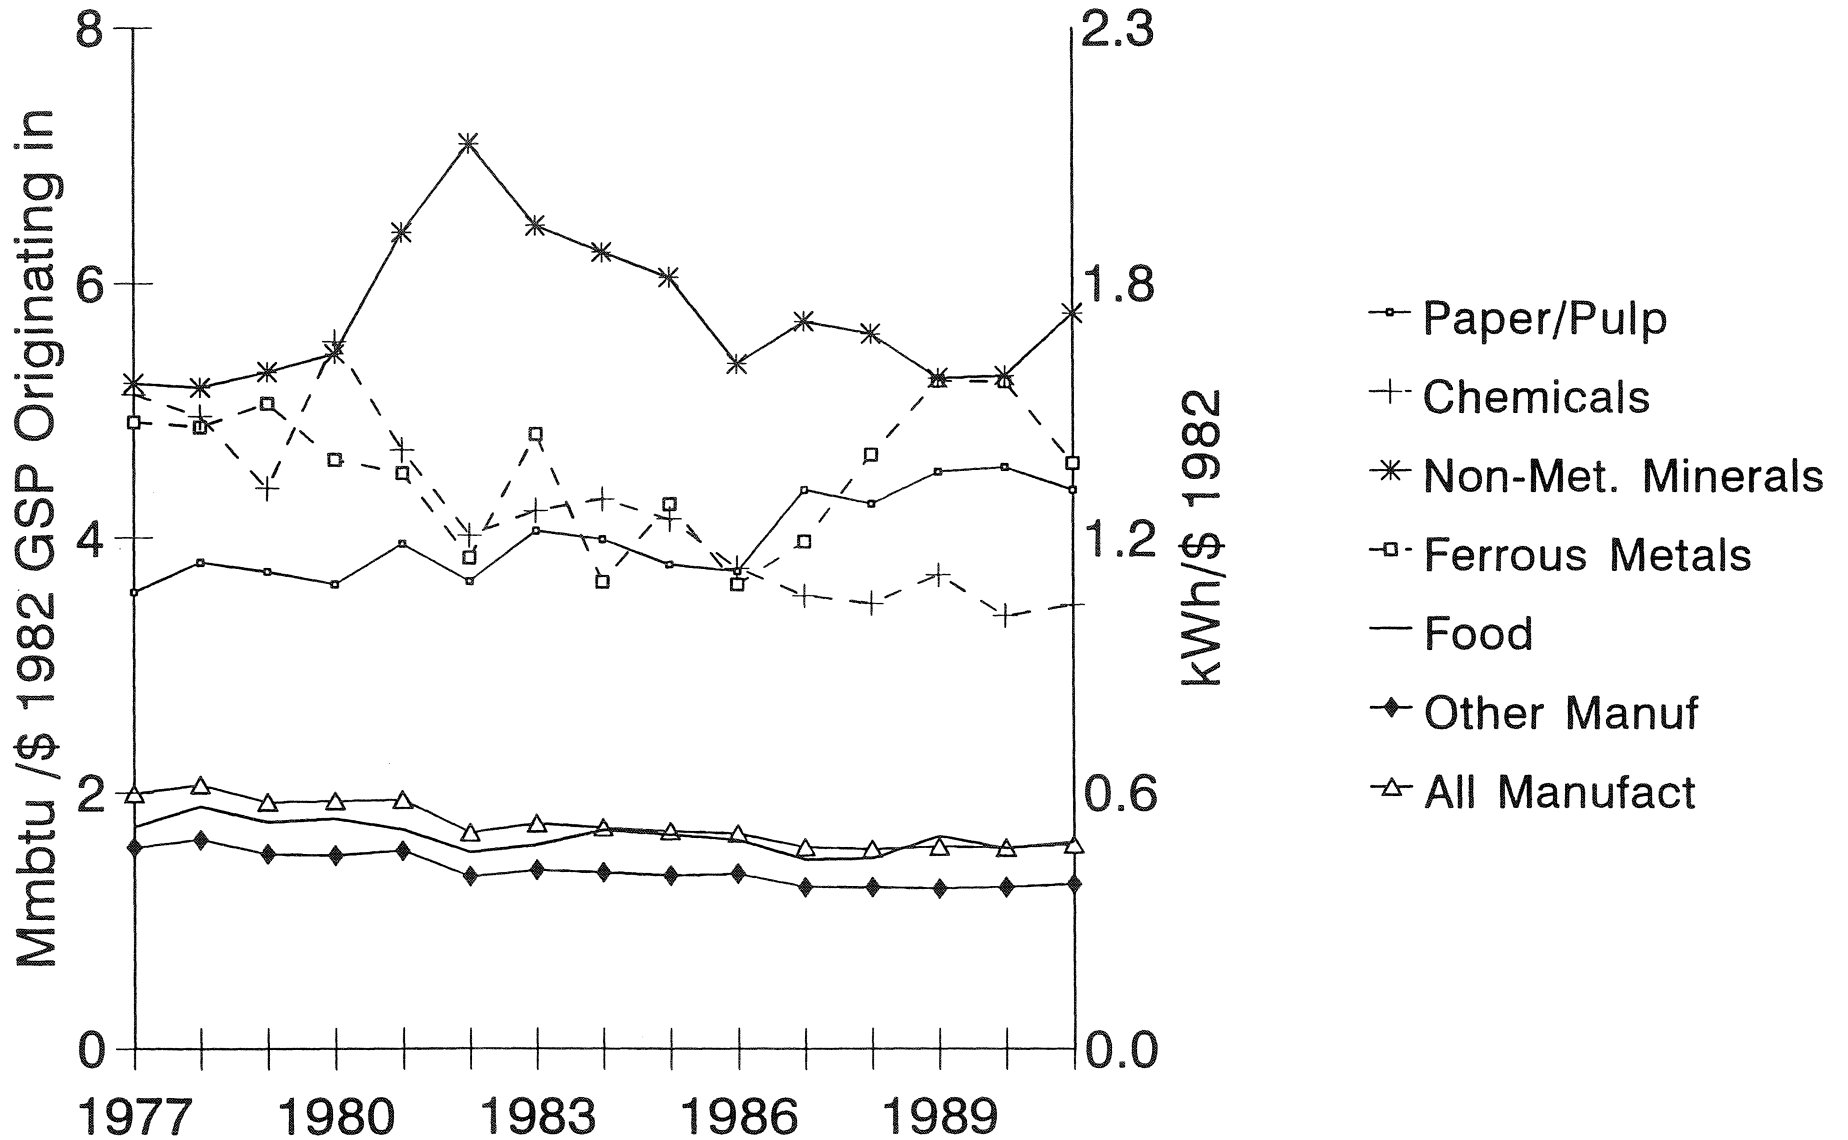 Mmbtu /$ 1982 GSP Originating in
8
6
4
2
0
2.3
1.8
1.2
0.6
0.0
kWh/$ 1982
1977 1980 1983 1986 1989
Paper/Pulp
Chemicals
Non-Met. Minerals
Ferrous Metals
Food
Other Manuf
All Manufact